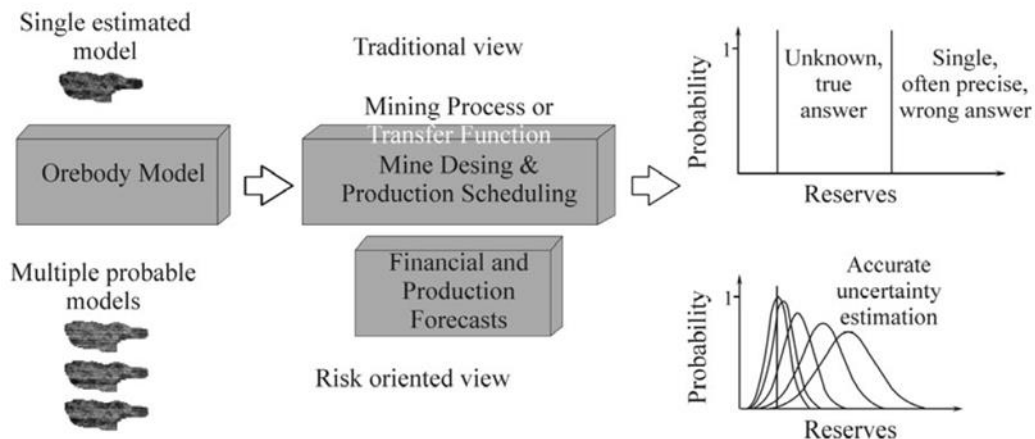 Single estimated
model
Traditional view
Mining Process or
Transfer Function
Orebody Model
Mine Desing &
Production Scheduling
Probability
1
Unknown,
true
answer
Single,
often precise,
wrong answer
Reserves
Multiple probable
models
Financial and
Production
Forecasts
Risk oriented view
Probability
1
Accurate
uncertainty
estimation
Reserves